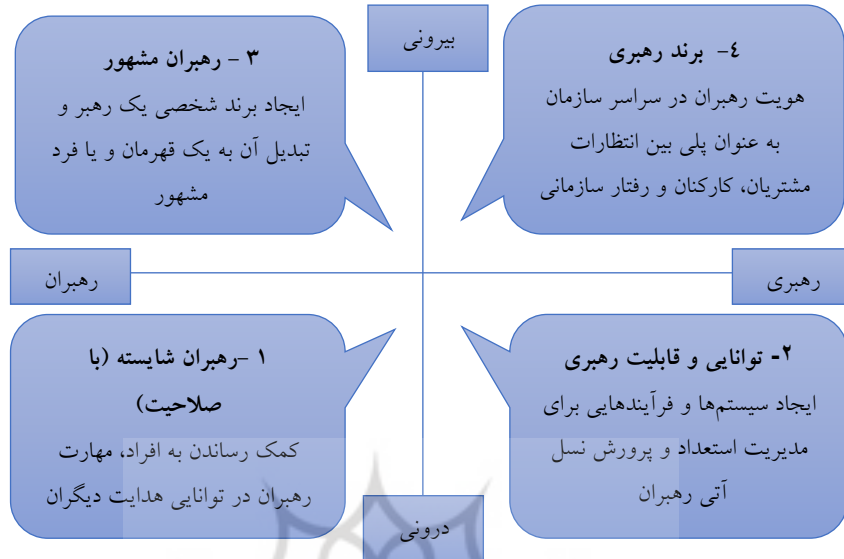 بیرونی
٤- برند رهبری
هویت رهبران در سراسر سازمان
به عنوان پلی بین انتظارات
مشتریان، کارکنان و رفتار سازمانی
۳ - رهبران مشهور
ایجاد برند شخصی یک رهبر و
تبدیل آن به یک قهرمان و یا فرد
مشهور
رهبری
رهبران
۲- توانایی و قابلیت رهبری
ایجاد سیستم‌ها و فرآیندهایی برای
مدیریت استعداد و پرورش نسل
آتی رهبران
۱ -رهبران شایسته (با
صلاحیت)
کمک رساندن به افراد، مهارت
رهبران در توانایی هدایت دیگران
درونی